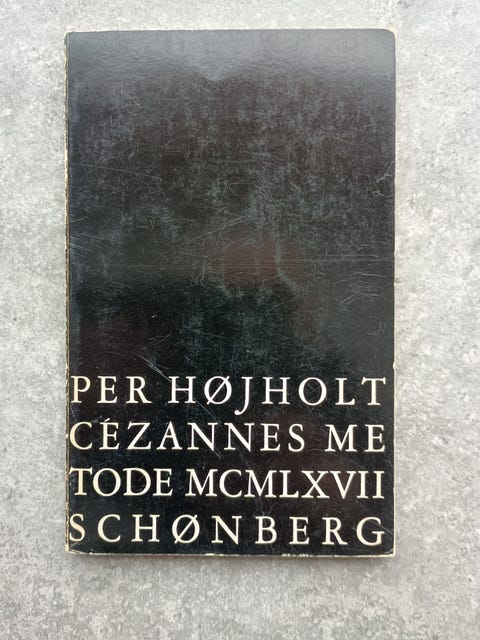 PER HØJHOLT
CÉZANNES ME
TODE MCMLXVII
SCHØNBERG